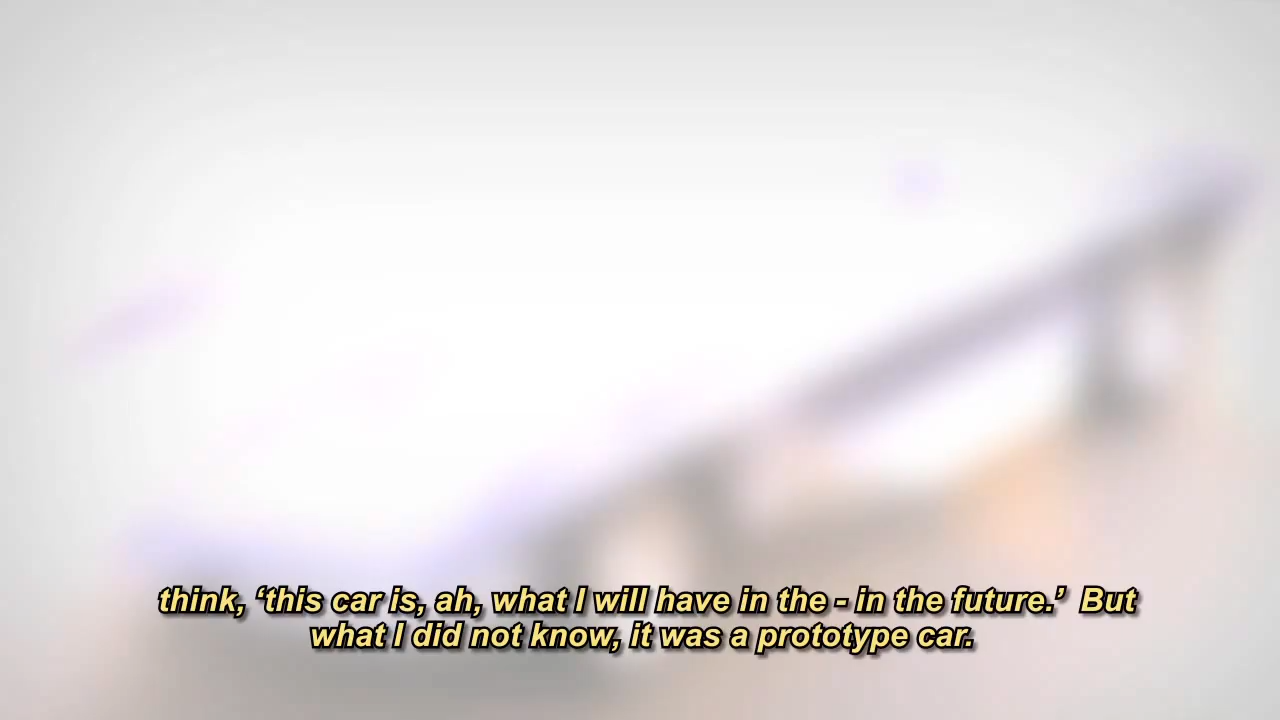 think, ‘this car is, ah, what I will have in the - in the future.’  But
what I did not know, it was a prototype car.